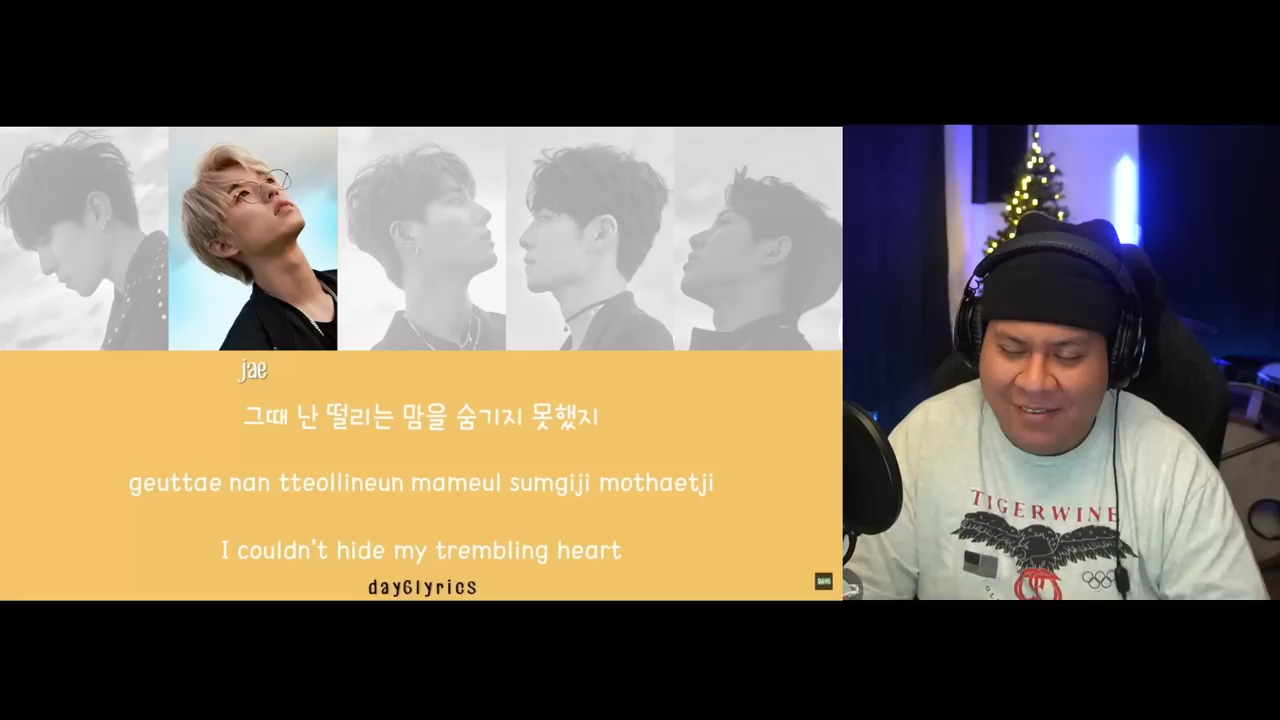 jae
그때 난 떨리는 맘을 숨기지 못했지
geuttae nan tteollineun mameul sumgiji mothaetji
I couldn't hide my trembling heart
day6lyrics
TIGERWINE